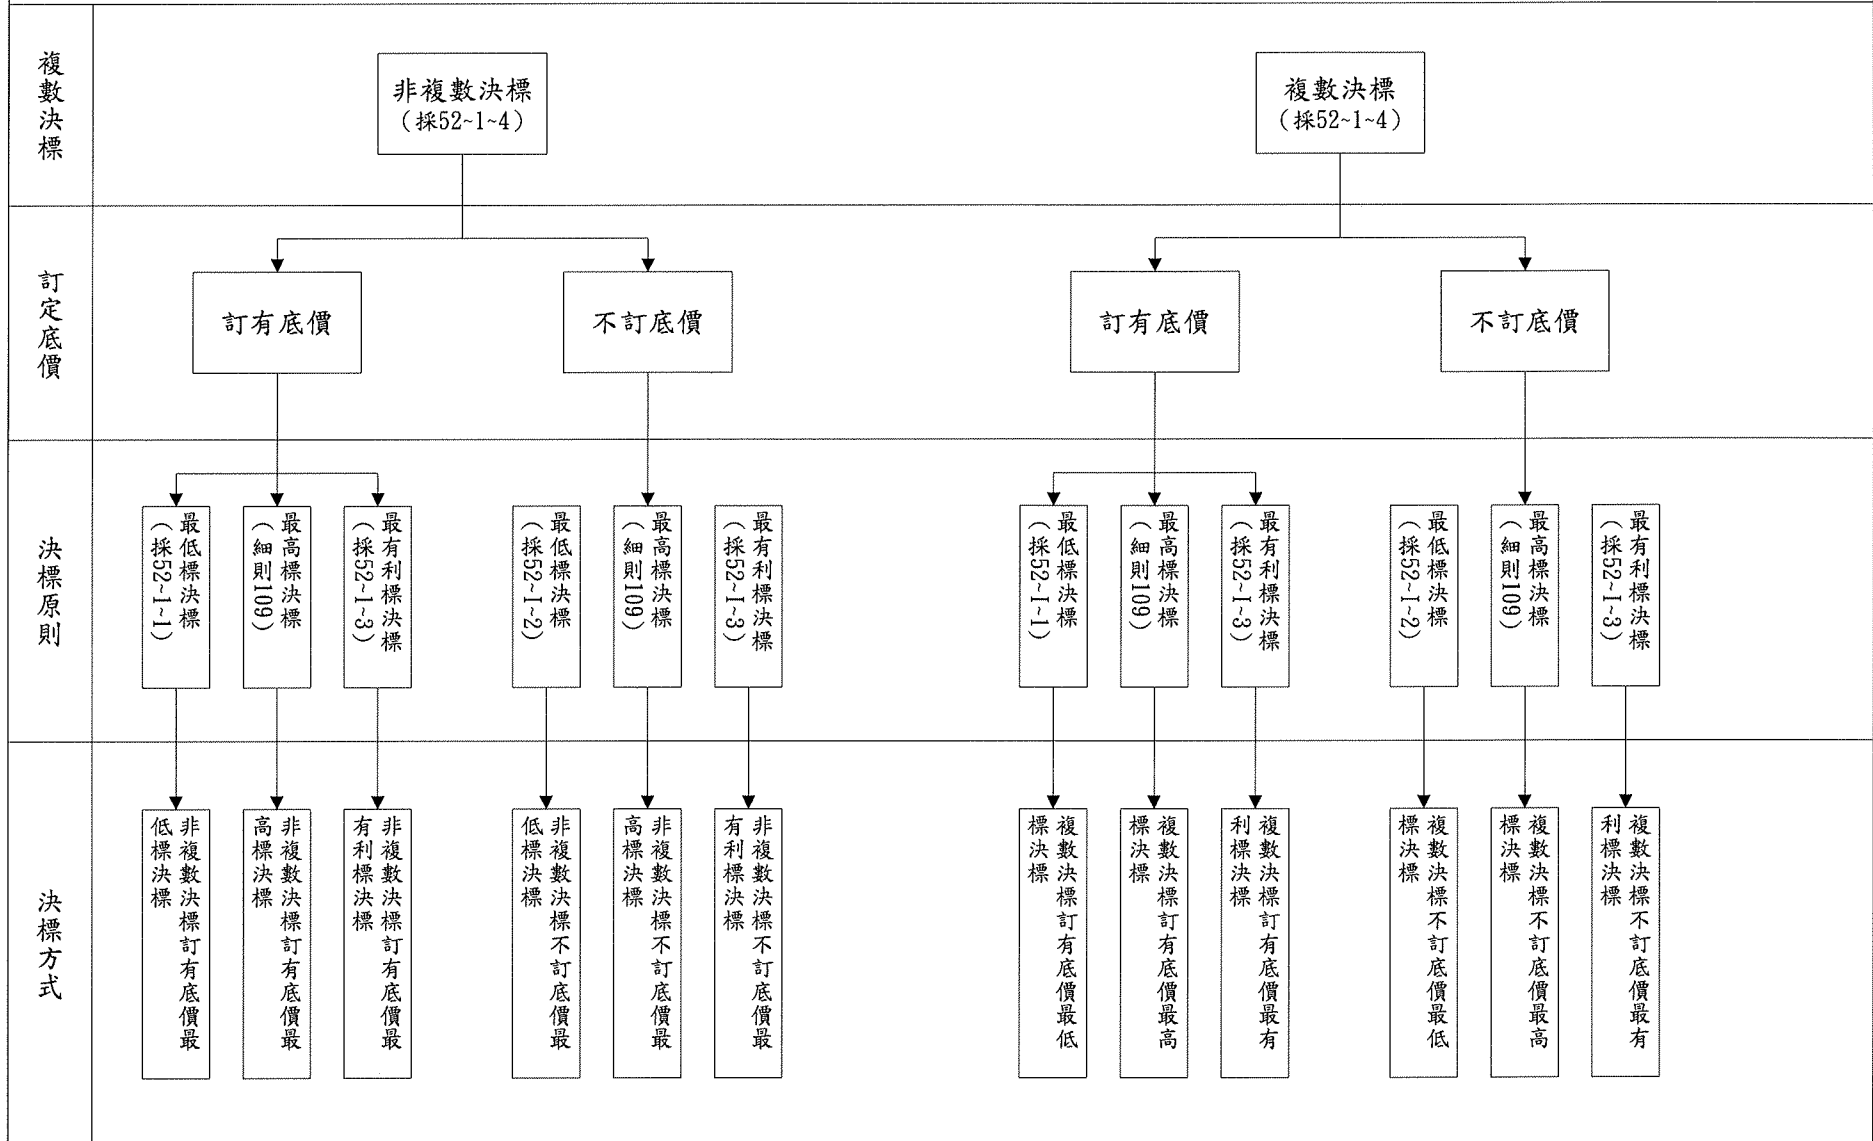 複數決標
非複數決標
（採52~1~4）
複數決標
（採52~1~4）
訂定底價
訂有底價
不訂底價
訂有底價
不訂底價
決標原則
最低標決標
（採52~1~1）
最高標決標
（細則109）
最有利標決標
（採52~1~3）
最低標決標
（採52~1~2）
最高標決標
（細則109）
最有利標決標
（採52~1~3）
最低標決標
（採52~1~1）
最高標決標
（細則109）
最有利標決標
（採52~1~3）
最低標決標
（採52~1~2）
最高標決標
（細則109）
最有利標決標
（採52~1~3）
決標方式
非複數決標訂有底價最
低標決標
非複數決標訂有底價最
高標決標
非複數決標訂有底價最
有利標決標
非複數決標不訂底價最
低標決標
非複數決標不訂底價最
高標決標
非複數決標不訂底價最
有利標決標
複數決標訂有底價最低
標決標
複數決標訂有底價最高
標決標
複數決標訂有底價最有
利標決標
複數決標不訂底價最低
標決標
複數決標不訂底價最高
標決標
複數決標不訂底價最有
利標決標